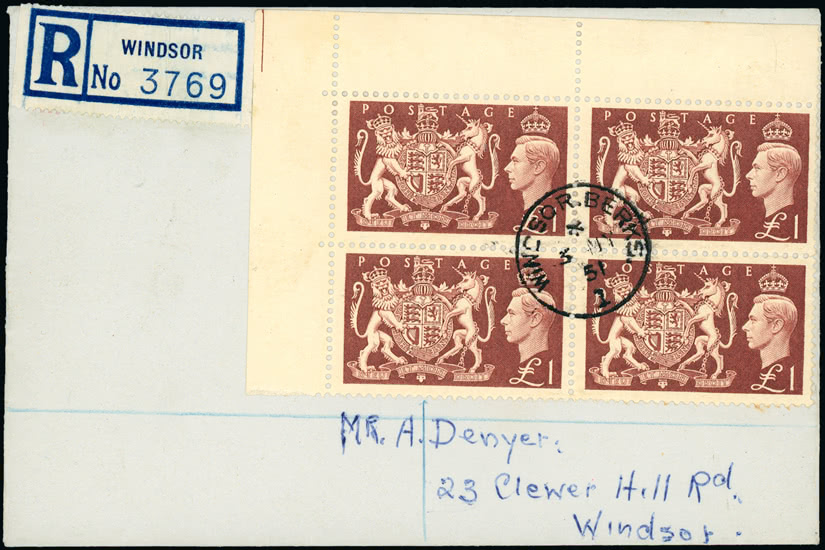 R WINDSOR
No 3769
POSTAGE
£1
POSTAGE
£1
POSTAGE
£1
POSTAGE
£1
WINDSOR. BERKS
51
2
MR. A. Denyer.
23 Clewer Hill Rd.
Windsor.